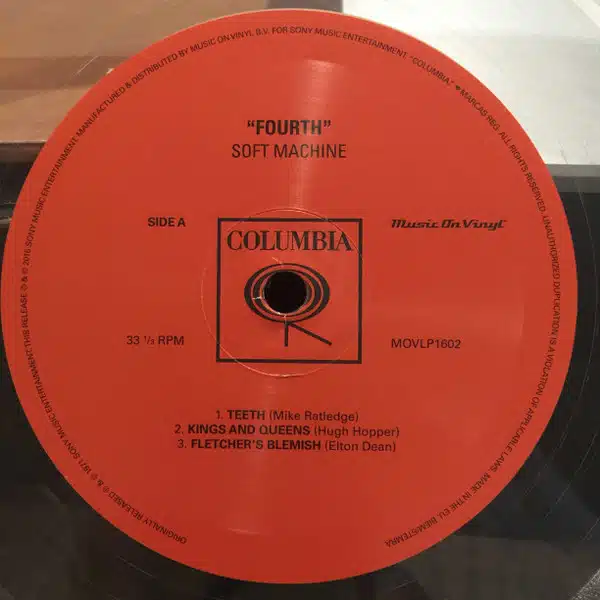 "FOURTH"
SOFT MACHINE
SIDE A
Music On Vinyl
COLUMBIA
33 ⅓ RPM
MOVLP1602
1. TEETH (Mike Ratledge)
2. KINGS AND QUEENS (Hugh Hopper)
3. FLETCHER'S BLEMISH (Elton Dean)
ORIGINALLY RELEASED ℗ & © 1971 SONY MUSIC ENTERTAINMENT. THIS RELEASE ℗ & © 2015 SONY MUSIC ENTERTAINMENT. MANUFACTURED & DISTRIBUTED BY MUSIC ON VINYL B.V. FOR SONY MUSIC ENTERTAINMENT "COLUMBIA," MARCAS REG. ALL RIGHTS RESERVED. UNAUTHORIZED DUPLICATION IS A VIOLATION OF APPLICABLE LAWS. MADE IN THE EU. BIEM/STEMRA